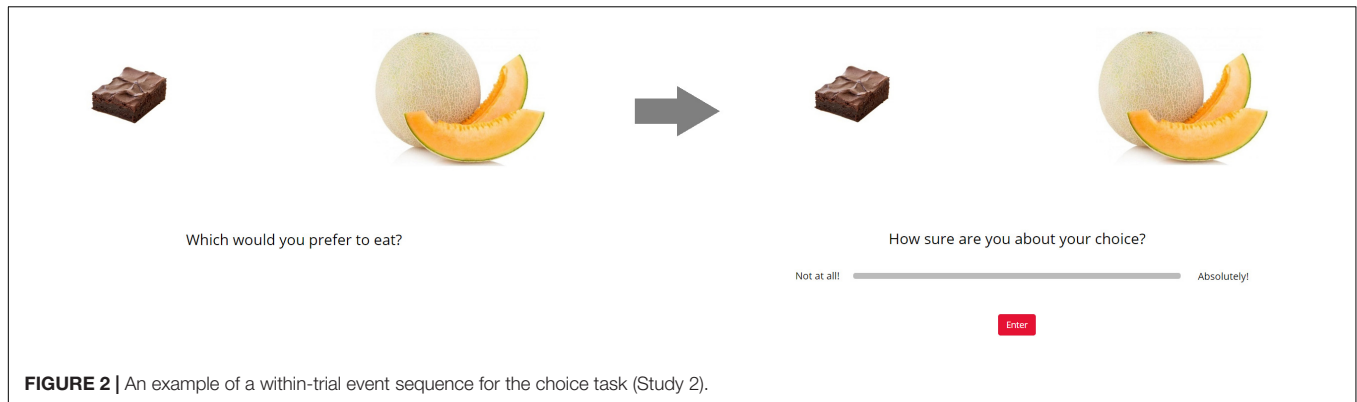 Which would you prefer to eat?
How sure are you about your choice?
Not at all! Absolutely!
Enter
FIGURE 2 | An example of a within-trial event sequence for the choice task (Study 2).